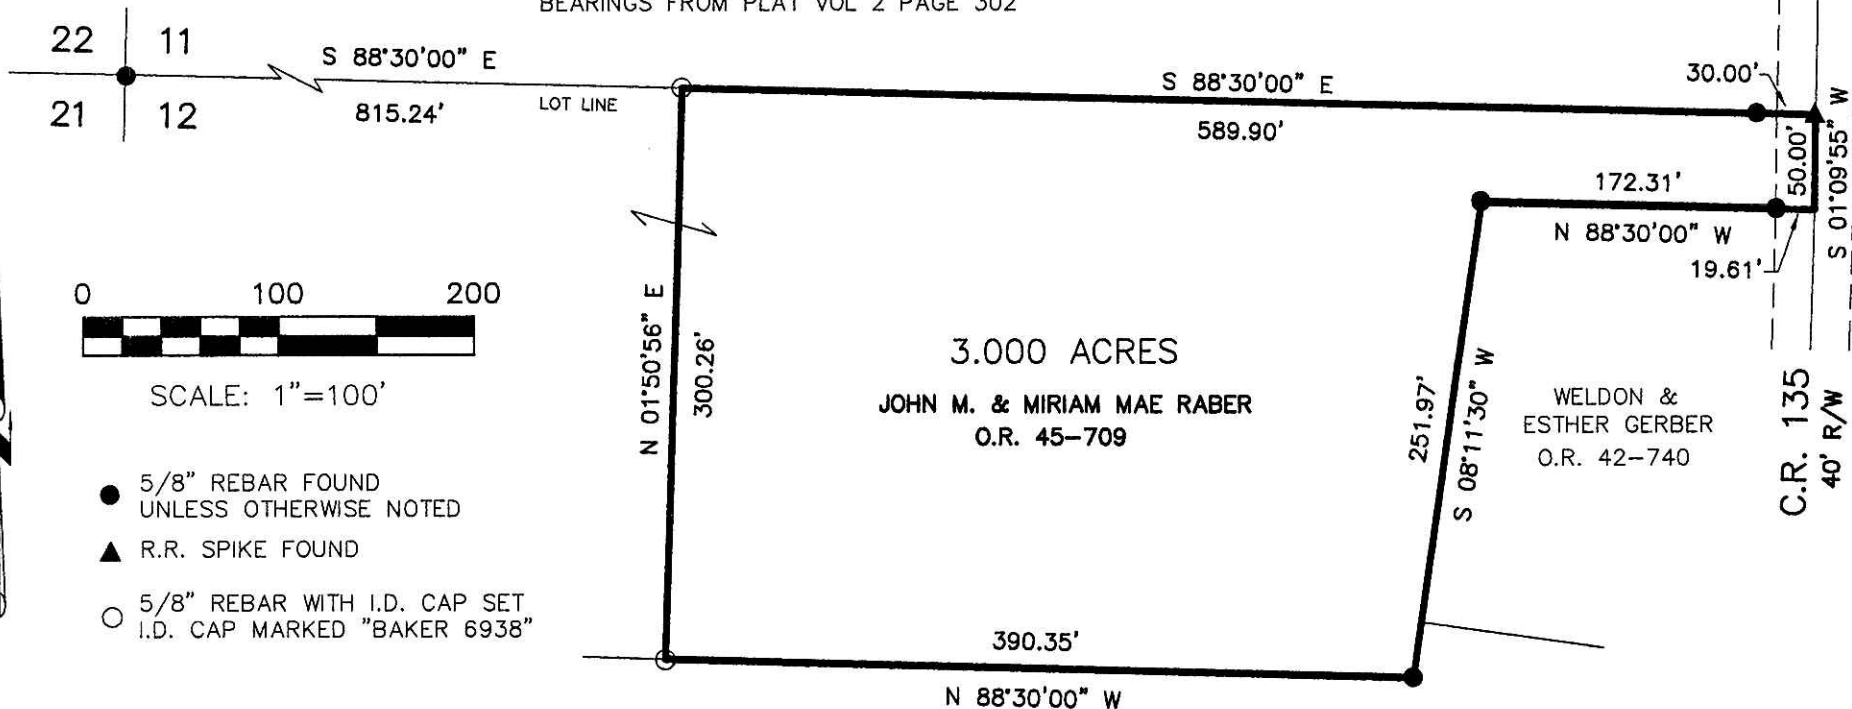 BEARINGS FROM PLAT VOL 2 PAGE 302
22
11
21
12
S 88°30'00" E
815.24'
LOT LINE
S 88°30'00" E
589.90'
30.00'
50.00'
S 01°09'55" W
172.31'
N 88°30'00" W
19.61'
0 100 200
SCALE: 1"=100'
N 01°50'56" E
300.26'
3.000 ACRES
JOHN M. & MIRIAM MAE RABER
O.R. 45-709
251.97'
S 08°11'30" W
WELDON &
ESTHER GERBER
O.R. 42-740
C.R. 135
40' R/W
5/8" REBAR FOUND
UNLESS OTHERWISE NOTED
R.R. SPIKE FOUND
5/8" REBAR WITH I.D. CAP SET
I.D. CAP MARKED "BAKER 6938"
390.35'
N 88°30'00" W